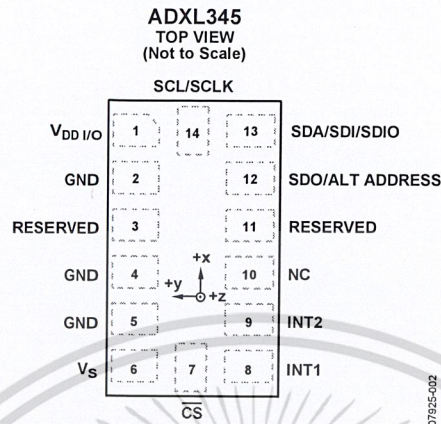 ADXL345
TOP VIEW
(Not to Scale)
SCL/SCLK
VDD I/O 1 14 13 SDA/SDI/SDIO
GND 2 12 SDO/ALT ADDRESS
RESERVED 3 11 RESERVED
+x
GND 4 10 NC
+y +z
GND 5 9 INT2
VS 6 7 8 INT1
CS
07925-002